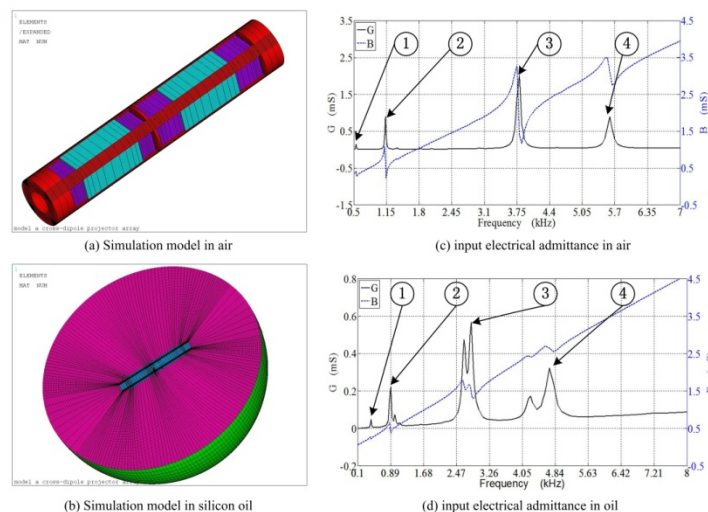 1
ELEMENTS
/EXPANDED
MAT NUM
model a cross-dipole projector array
(a) Simulation model in air
3.5
2.5
1.5
0.5
-0.5
-1.5
G (mS)
G
B
1
2
3
4
4.5
3.5
2.5
1.5
0.5
-0.5
B (mS)
0.5 1.15 1.8 2.45 3.1 3.75 4.4 5.05 5.7 6.35 7
Frequency (kHz)
(c) input electrical admittance in air
1
ELEMENTS
MAT NUM
model a cross-dipole projector array
(b) Simulation model in silicon oil
0.8
0.6
0.4
0.2
0
-0.2
G (mS)
G
B
1
2
3
4
4.5
3.5
2.5
1.5
0.5
-0.5
0.1 0.89 1.68 2.47 3.26 4.05 4.84 5.63 6.42 7.21 8
Frequency (kHz)
(d) input electrical admittance in oil